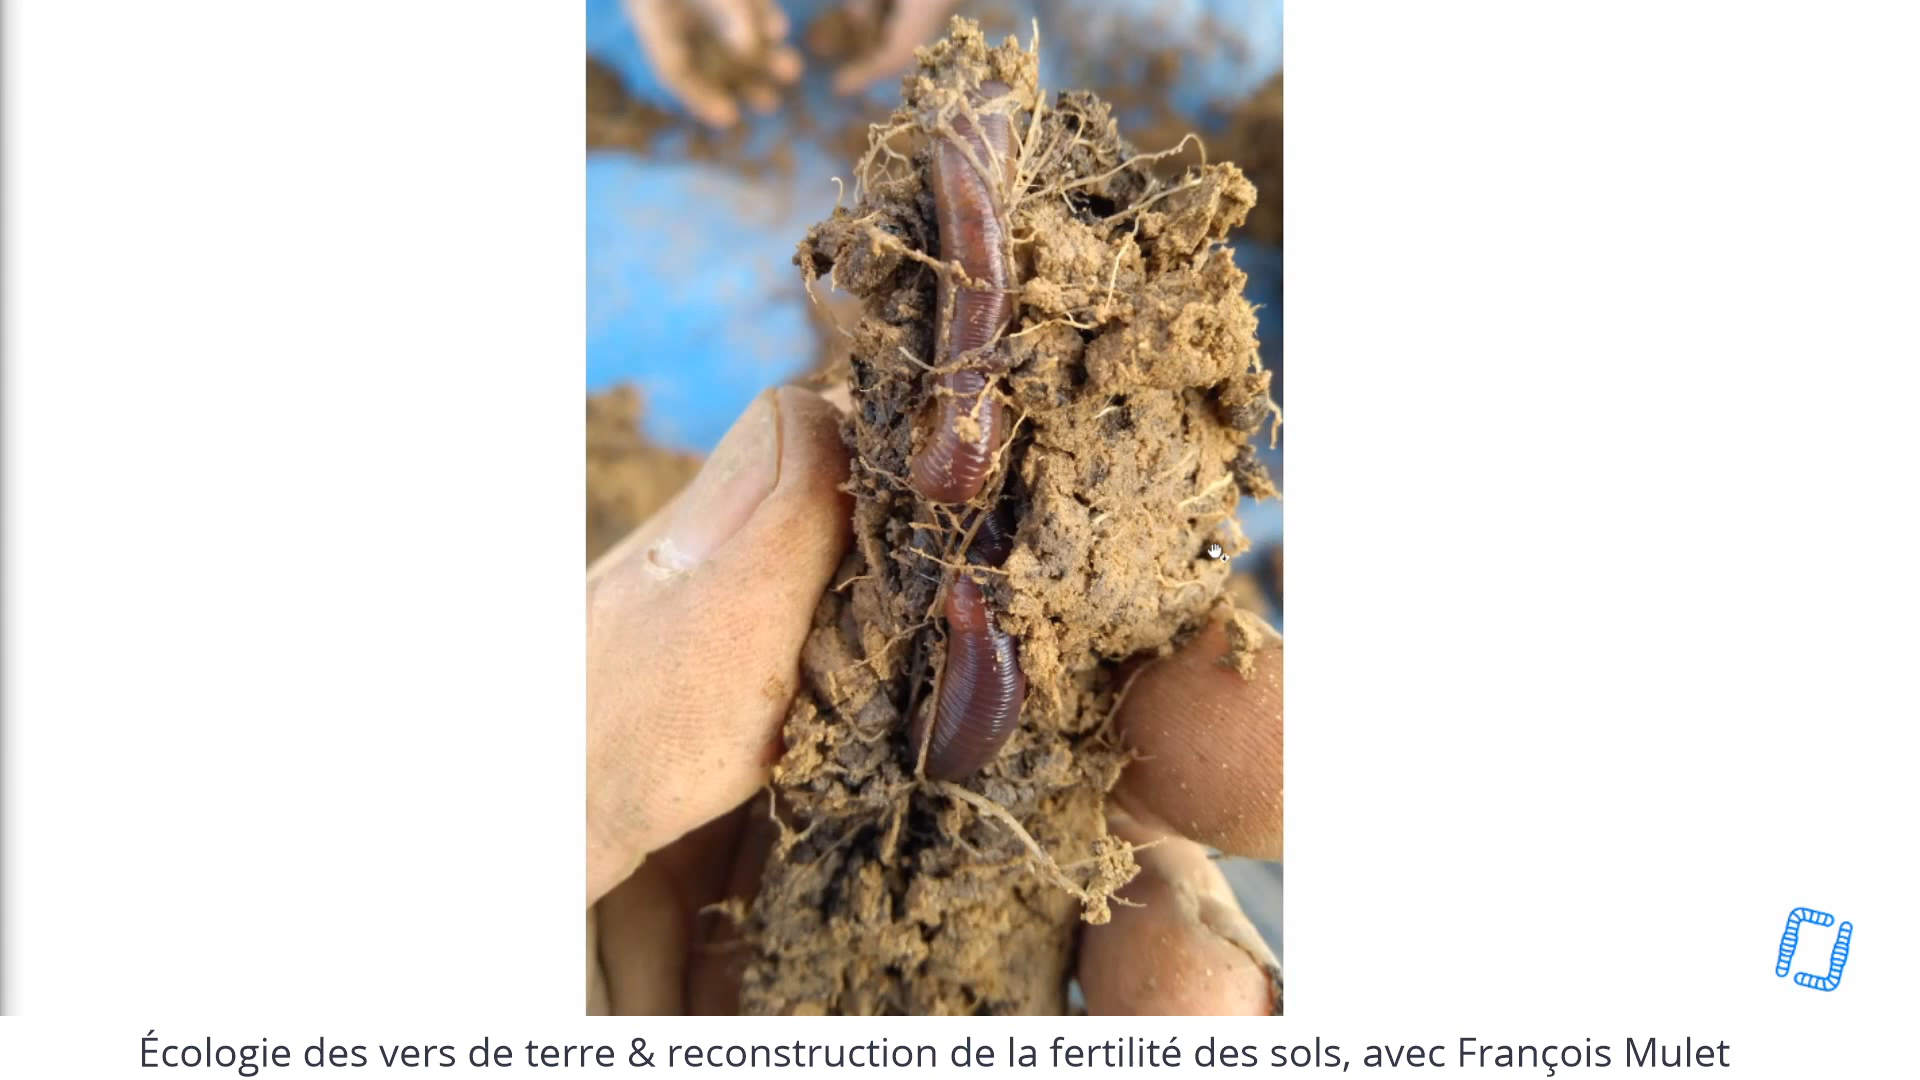 Écologie des vers de terre & reconstruction de la fertilité des sols, avec François Mulet